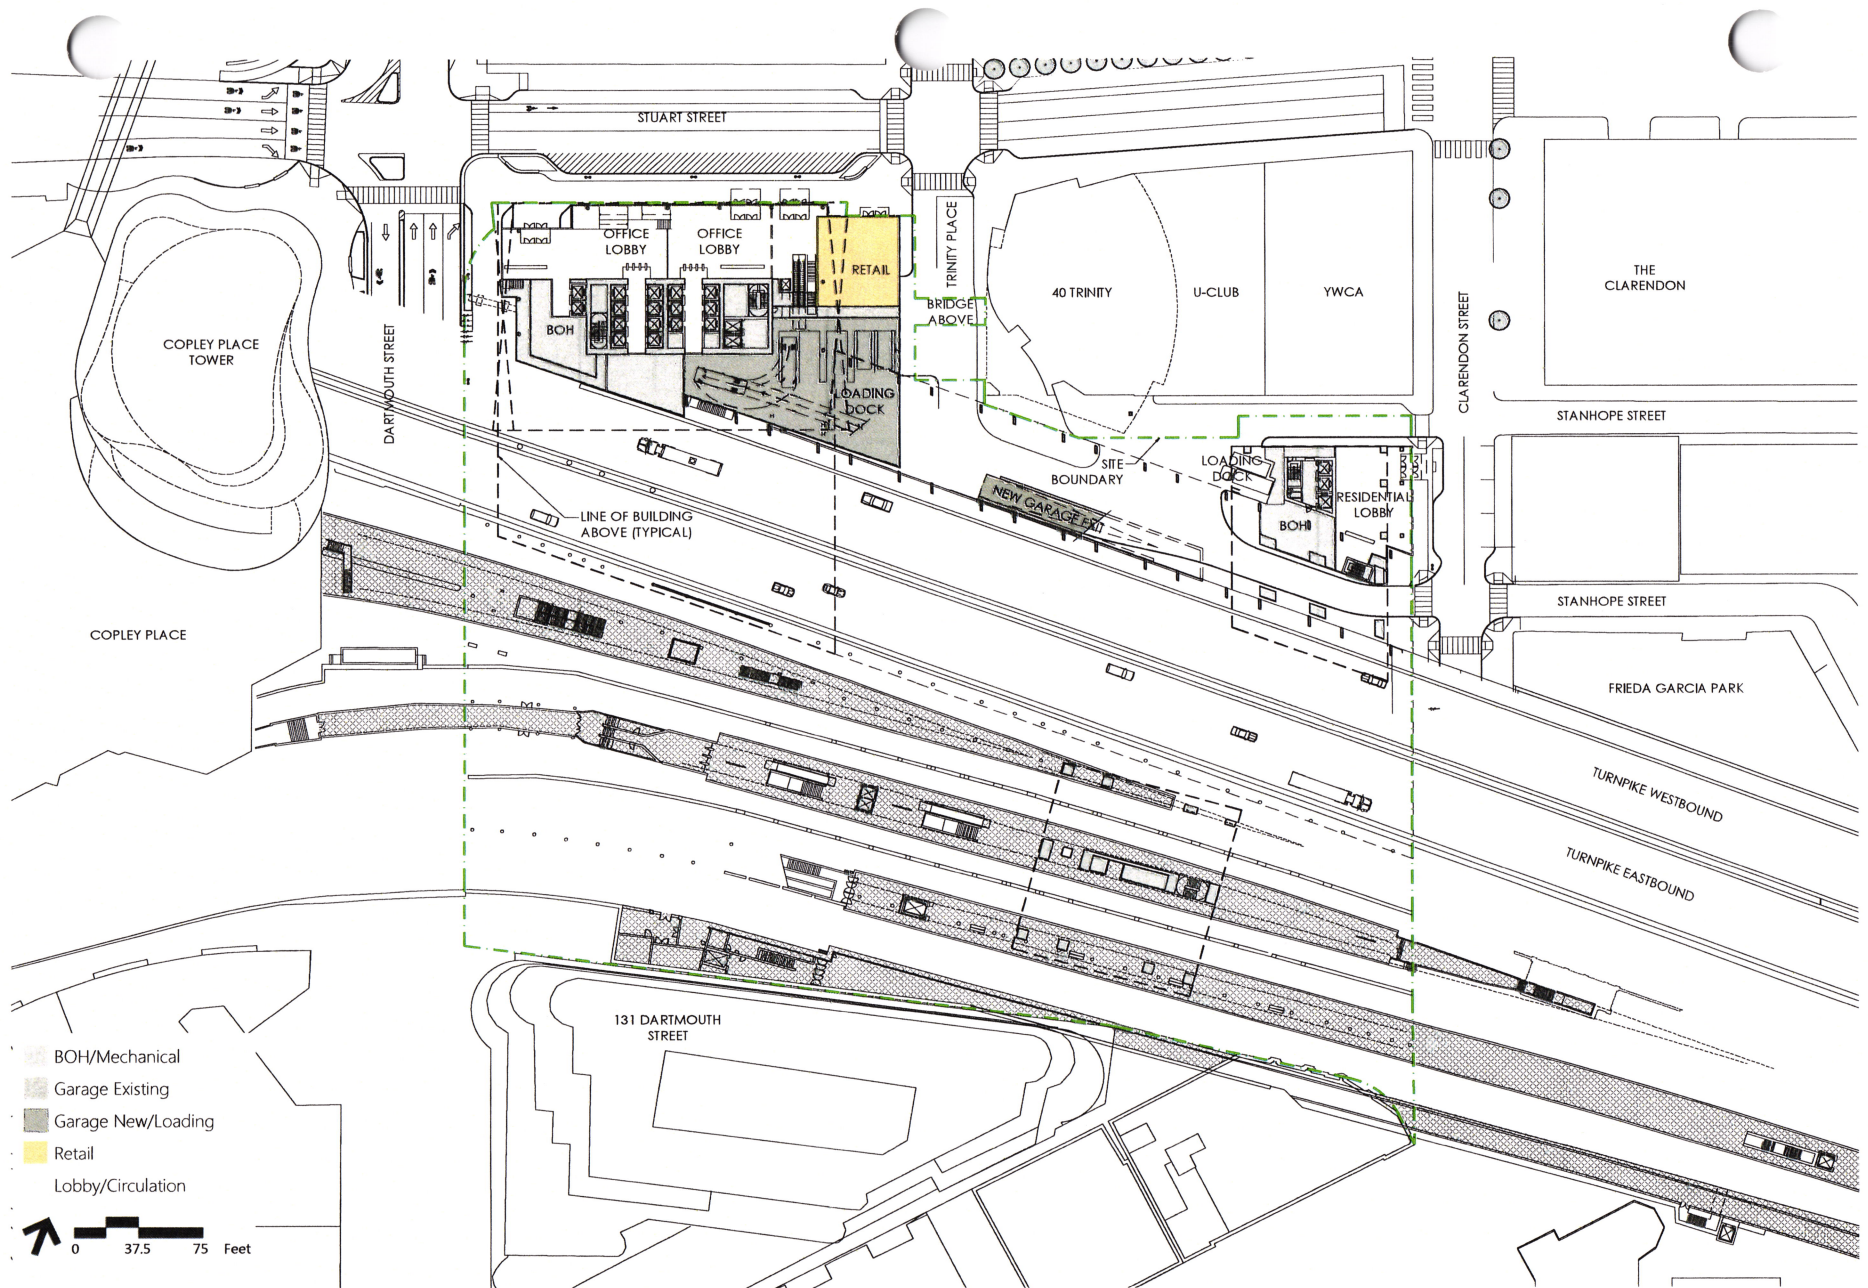 STUART STREET
TRINITY PLACE
OFFICE
LOBBY
OFFICE
LOBBY
RETAIL
BRIDGE
ABOVE
40 TRINITY
U-CLUB
YWCA
THE
CLARENDON
CLARENDON STREET
COPLEY PLACE
TOWER
DARTMOUTH STREET
BOH
LOADING
DOCK
STANHOPE STREET
SITE
BOUNDARY
LOADING
DOCK
NEW GARAGE EXIT
RESIDENTIAL
LOBBY
BOH
LINE OF BUILDING
ABOVE (TYPICAL)
STANHOPE STREET
COPLEY PLACE
FRIEDA GARCIA PARK
TURNPIKE WESTBOUND
TURNPIKE EASTBOUND
131 DARTMOUTH
STREET
BOH/Mechanical
Garage Existing
Garage New/Loading
Retail
Lobby/Circulation
0 37.5 75 Feet